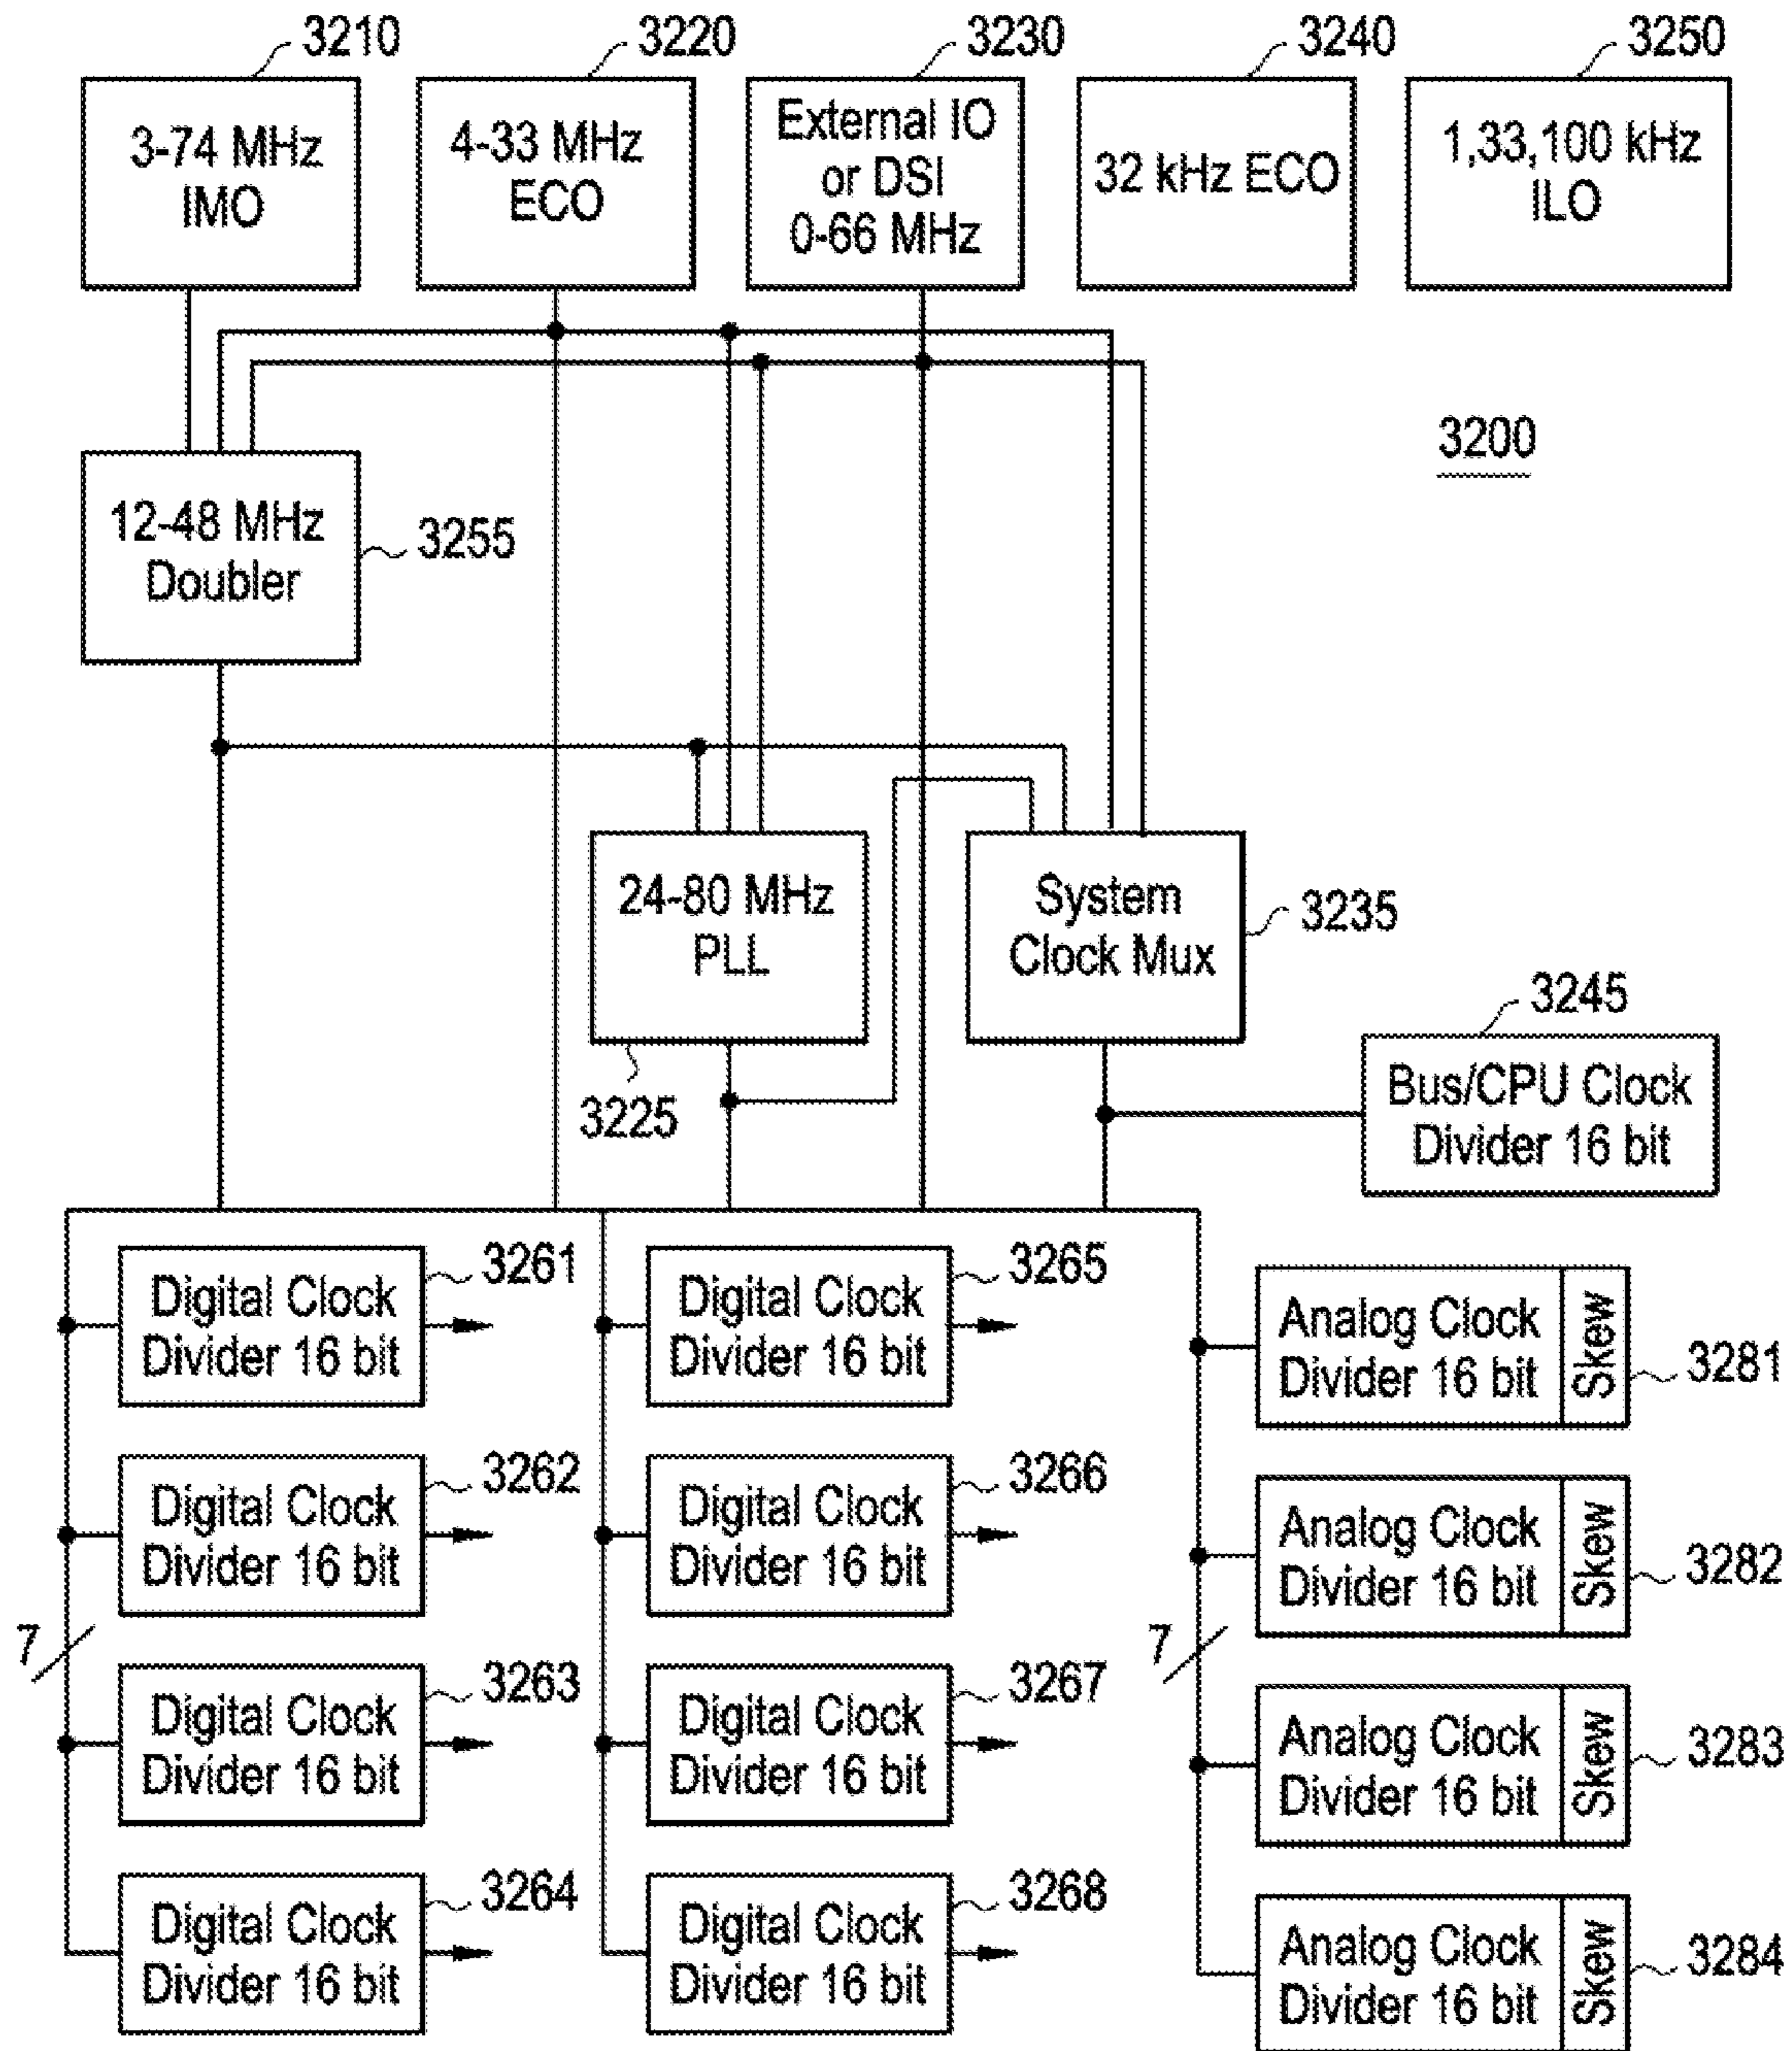 3210
3220
3230
3240
3250
3-74 MHz
IMO
4-33 MHz
ECO
External IO
or DSI
0-66 MHz
32 kHz ECO
1,33,100 kHz
ILO
3200
12-48 MHz
Doubler
3255
24-80 MHz
PLL
3225
System
Clock Mux
3235
3245
Bus/CPU Clock
Divider 16 bit
Digital Clock
Divider 16 bit
3261
Digital Clock
Divider 16 bit
3265
Analog Clock
Divider 16 bit
Skew
3281
Digital Clock
Divider 16 bit
3262
Digital Clock
Divider 16 bit
3266
Analog Clock
Divider 16 bit
Skew
3282
7
7
Digital Clock
Divider 16 bit
3263
Digital Clock
Divider 16 bit
3267
Analog Clock
Divider 16 bit
Skew
3283
Digital Clock
Divider 16 bit
3264
Digital Clock
Divider 16 bit
3268
Analog Clock
Divider 16 bit
Skew
3284